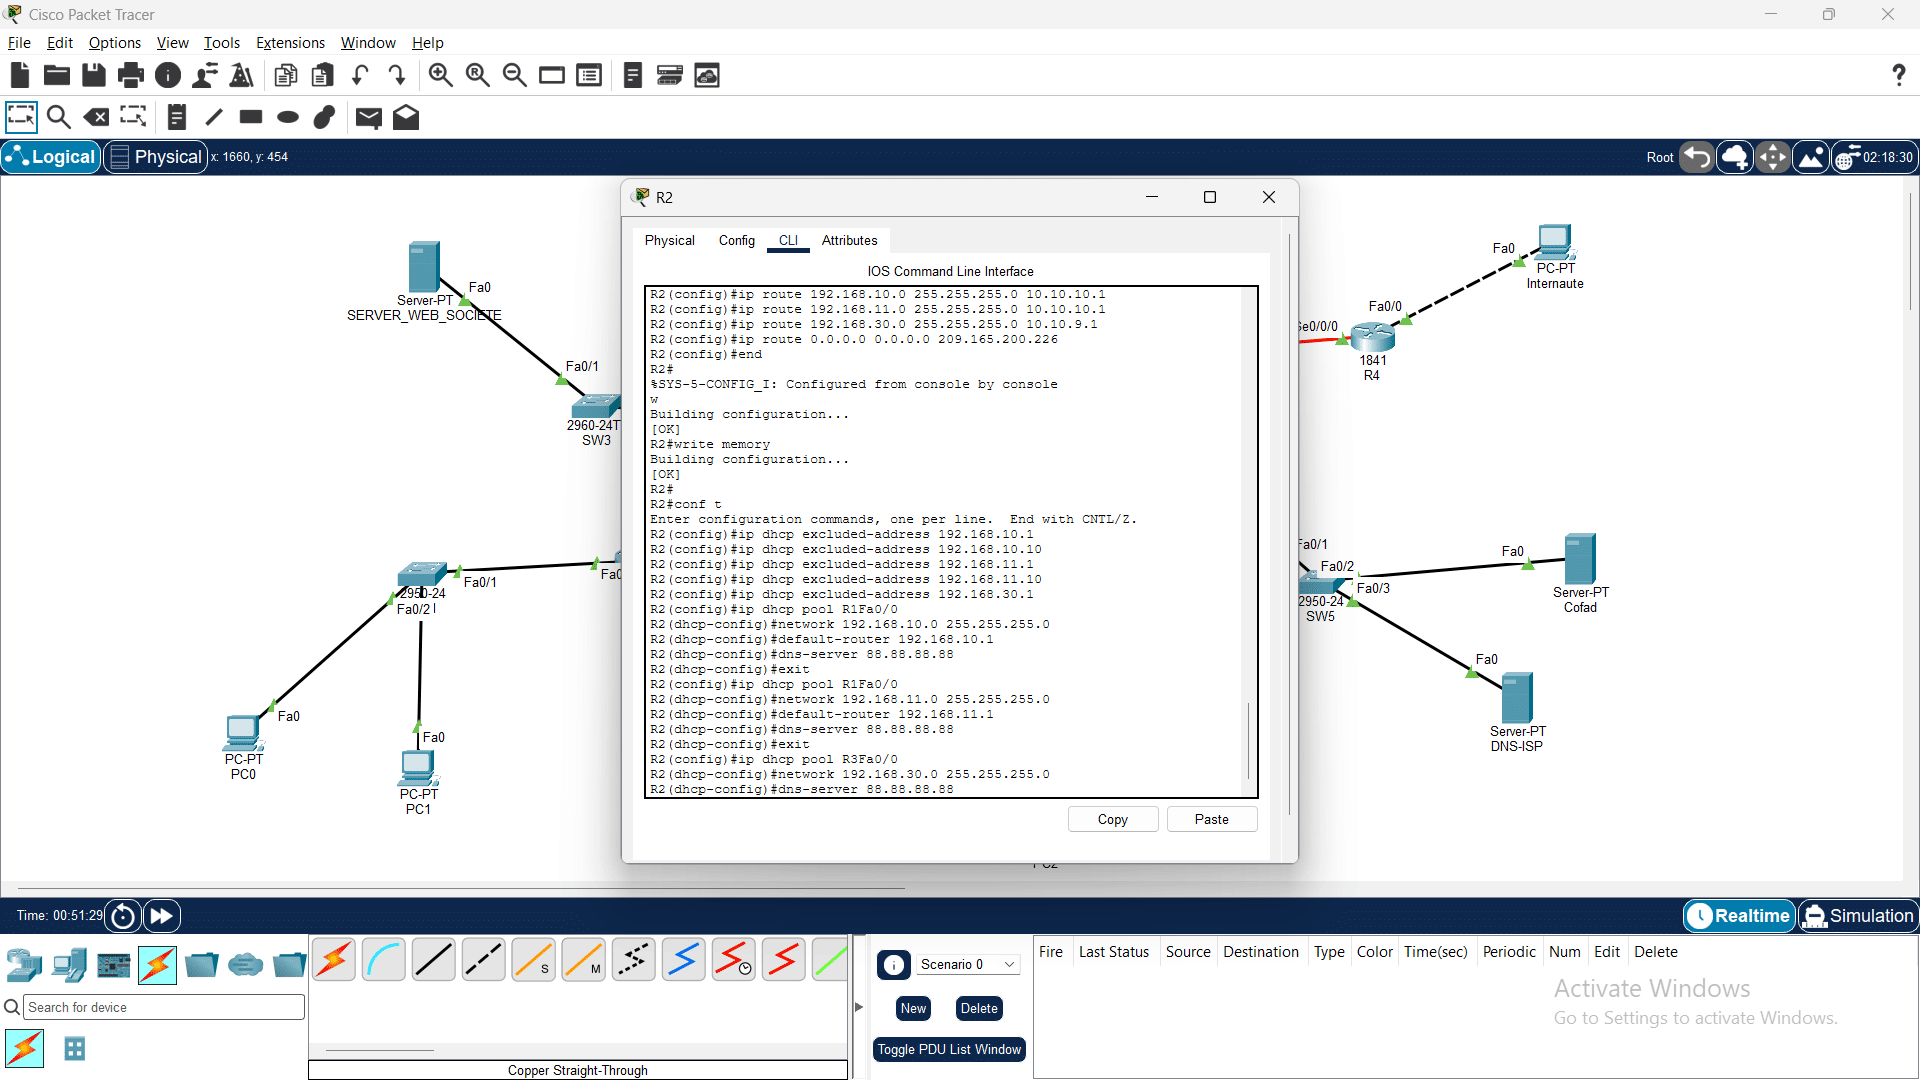 Cisco Packet Tracer
File Edit Options View Tools Extensions Window Help
Logical Physical x: 1660, y: 454 Root 02:18:30
R2
Physical Config CLI Attributes
IOS Command Line Interface
R2(config)#ip route 192.168.10.0 255.255.255.0 10.10.10.1
R2(config)#ip route 192.168.11.0 255.255.255.0 10.10.10.1
R2(config)#ip route 192.168.30.0 255.255.255.0 10.10.9.1
R2(config)#ip route 0.0.0.0 0.0.0.0 209.165.200.226
R2(config)#end
R2#
%SYS-5-CONFIG_I: Configured from console by console
w
Building configuration...
[OK]
R2#write memory
Building configuration...
[OK]
R2#
R2#conf t
Enter configuration commands, one per line. End with CNTL/Z.
R2(config)#ip dhcp excluded-address 192.168.10.1
R2(config)#ip dhcp excluded-address 192.168.10.10
R2(config)#ip dhcp excluded-address 192.168.11.1
R2(config)#ip dhcp excluded-address 192.168.11.10
R2(config)#ip dhcp excluded-address 192.168.30.1
R2(config)#ip dhcp pool R1Fa0/0
R2(dhcp-config)#network 192.168.10.0 255.255.255.0
R2(dhcp-config)#default-router 192.168.10.1
R2(dhcp-config)#dns-server 88.88.88.88
R2(dhcp-config)#exit
R2(config)#ip dhcp pool R1Fa0/0
R2(dhcp-config)#network 192.168.11.0 255.255.255.0
R2(dhcp-config)#default-router 192.168.11.1
R2(dhcp-config)#dns-server 88.88.88.88
R2(dhcp-config)#exit
R2(config)#ip dhcp pool R3Fa0/0
R2(dhcp-config)#network 192.168.30.0 255.255.255.0
R2(dhcp-config)#dns-server 88.88.88.88
Copy Paste
Fa0
Server-PT
SERVER_WEB_SOCIETE
Fa0/1
2960-24T
SW3
Fa0/1
2950-24
Fa0/2
Fa0
PC-PT
PC0
Fa0
PC-PT
PC1
Fa0
PC-PT
Internaute
Fa0/0
Se0/0/0
1841
R4
Fa0/1
Fa0/2
Fa0/3
2950-24
SW5
Fa0
Server-PT
Cofad
Fa0
Server-PT
DNS-ISP
PC2
Time: 00:51:29 Realtime Simulation
Search for device
S
M
Copper Straight-Through
Scenario 0
New Delete
Toggle PDU List Window
Fire Last Status Source Destination Type Color Time(sec) Periodic Num Edit Delete
Activate Windows
Go to Settings to activate Windows.